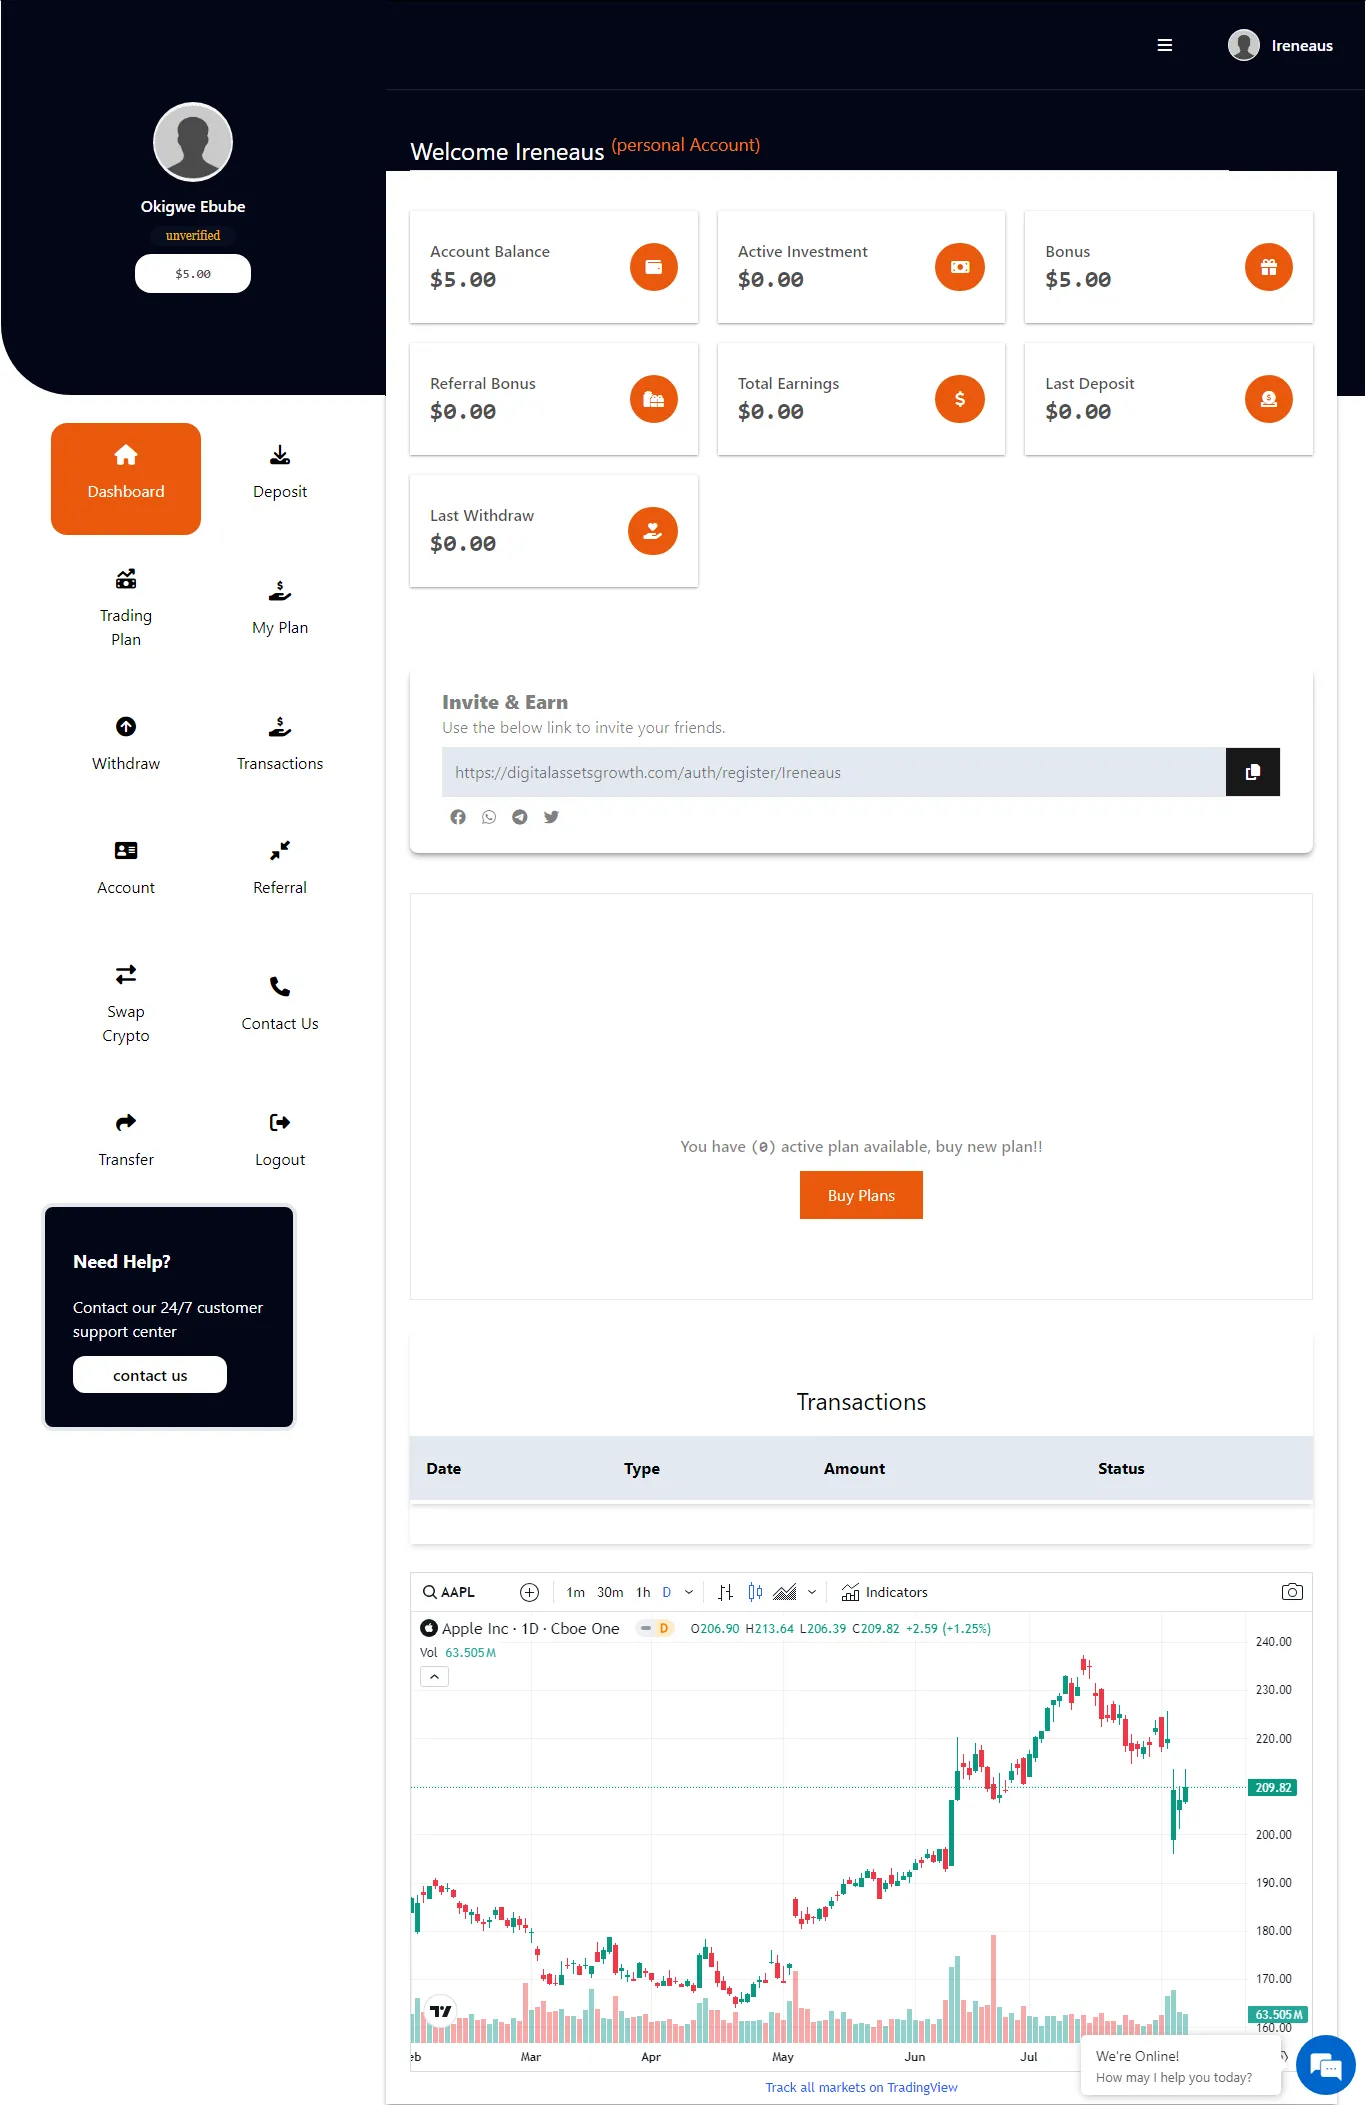 Ireneaus
Okigwe Ebube
unverified
$5.00
Dashboard
Deposit
Trading
Plan
My Plan
Withdraw
Transactions
Account
Referral
Swap
Crypto
Contact Us
Transfer
Logout
Need Help?
Contact our 24/7 customer
support center
contact us
Welcome Ireneaus (personal Account)
Account Balance
$5.00
Active Investment
$0.00
Bonus
$5.00
Referral Bonus
$0.00
Total Earnings
$0.00
Last Deposit
$0.00
Last Withdraw
$0.00
Invite & Earn
Use the below link to invite your friends.
https://digitalassetsgrowth.com/auth/register/Ireneaus
You have (0) active plan available, buy new plan!!
Buy Plans
Transactions
Date Type Amount Status
AAPL 1m 30m 1h D Indicators
Apple Inc · 1D · Cboe One D O206.90 H213.64 L206.39 C209.82 +2.59 (+1.25%)
Vol 63.505M
240.00
230.00
220.00
209.82
200.00
190.00
180.00
170.00
63.505M
160.00
eb Mar Apr May Jun Jul
Track all markets on TradingView
We're Online!
How may I help you today?